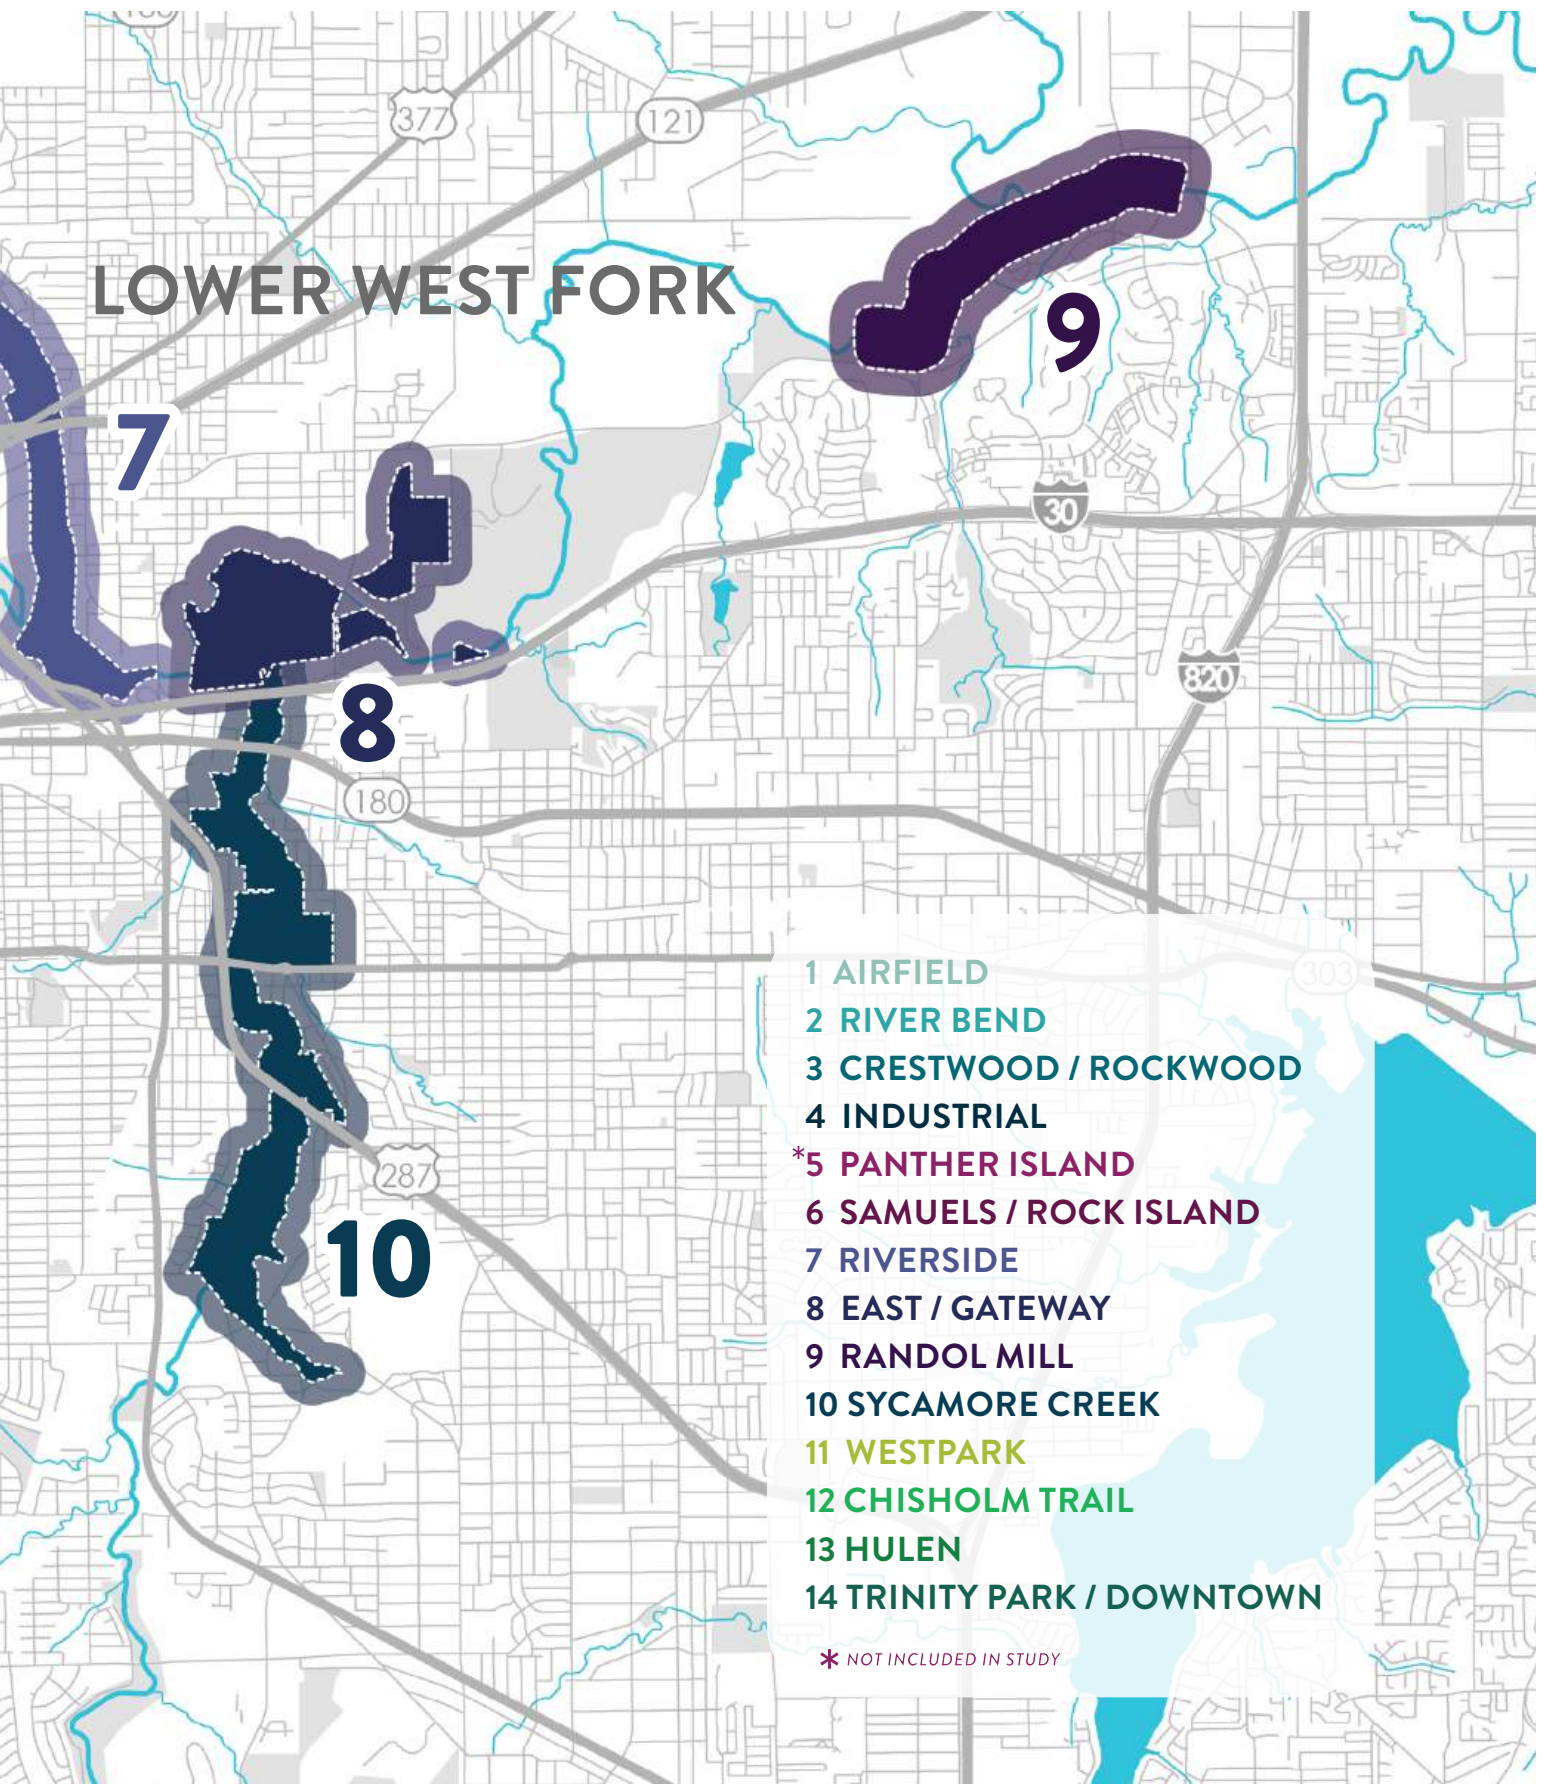 377
121
LOWER WEST FORK
9
7
30
820
8
180
303
1 AIRFIELD
2 RIVER BEND
3 CRESTWOOD / ROCKWOOD
4 INDUSTRIAL
*5 PANTHER ISLAND
287
6 SAMUELS / ROCK ISLAND
10
7 RIVERSIDE
8 EAST / GATEWAY
9 RANDOL MILL
10 SYCAMORE CREEK
11 WESTPARK
12 CHISHOLM TRAIL
13 HULEN
14 TRINITY PARK / DOWNTOWN
* NOT INCLUDED IN STUDY